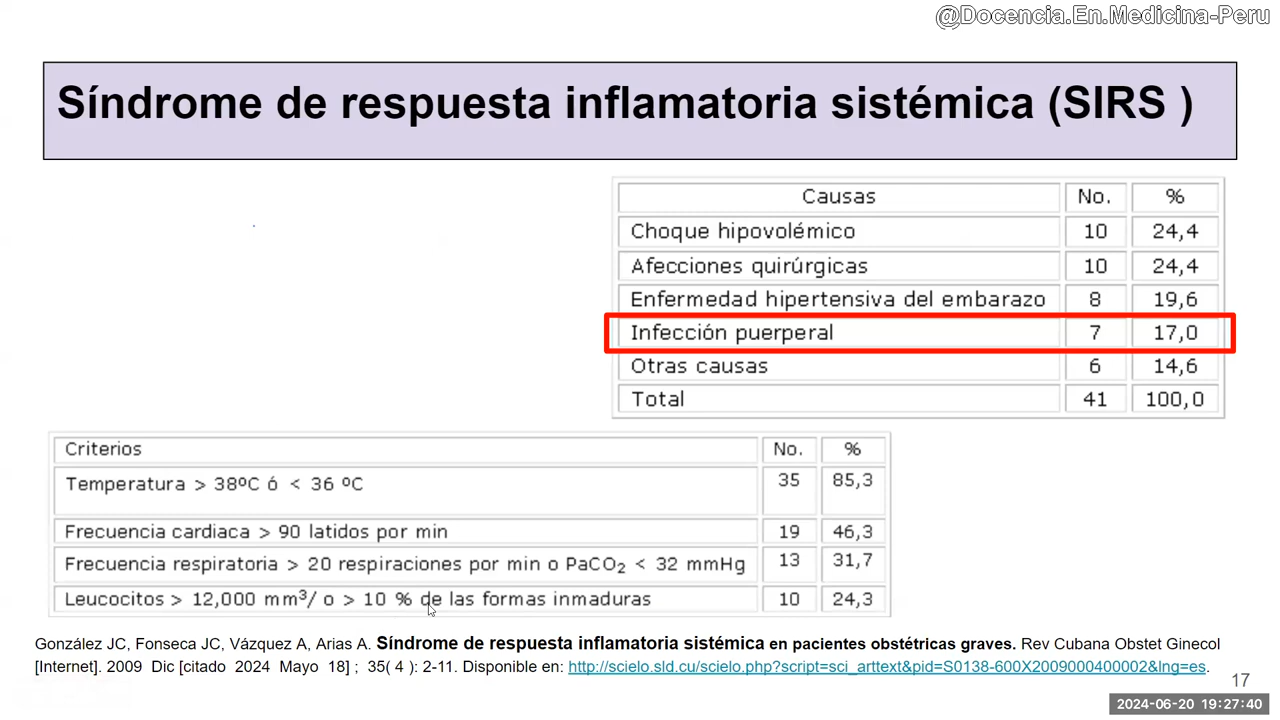 @Docencia.En.Medicina-Peru
Síndrome de respuesta inflamatoria sistémica (SIRS )
Causas No. %
Choque hipovolémico 10 24,4
Afecciones quirúrgicas 10 24,4
Enfermedad hipertensiva del embarazo 8 19,6
Infección puerperal 7 17,0
Otras causas 6 14,6
Total 41 100,0
Criterios No. %
Temperatura > 38ºC ó < 36 ºC 35 85,3
Frecuencia cardiaca > 90 latidos por min 19 46,3
Frecuencia respiratoria > 20 respiraciones por min o PaCO₂ < 32 mmHg 13 31,7
Leucocitos > 12,000 mm³/ o > 10 % de las formas inmaduras 10 24,3
González JC, Fonseca JC, Vázquez A, Arias A. Síndrome de respuesta inflamatoria sistémica en pacientes obstétricas graves. Rev Cubana Obstet Ginecol
[Internet]. 2009 Dic [citado 2024 Mayo 18] ; 35( 4 ): 2-11. Disponible en: http://scielo.sld.cu/scielo.php?script=sci_arttext&pid=S0138-600X2009000400002&lng=es.
17
2024-06-20 19:27:40